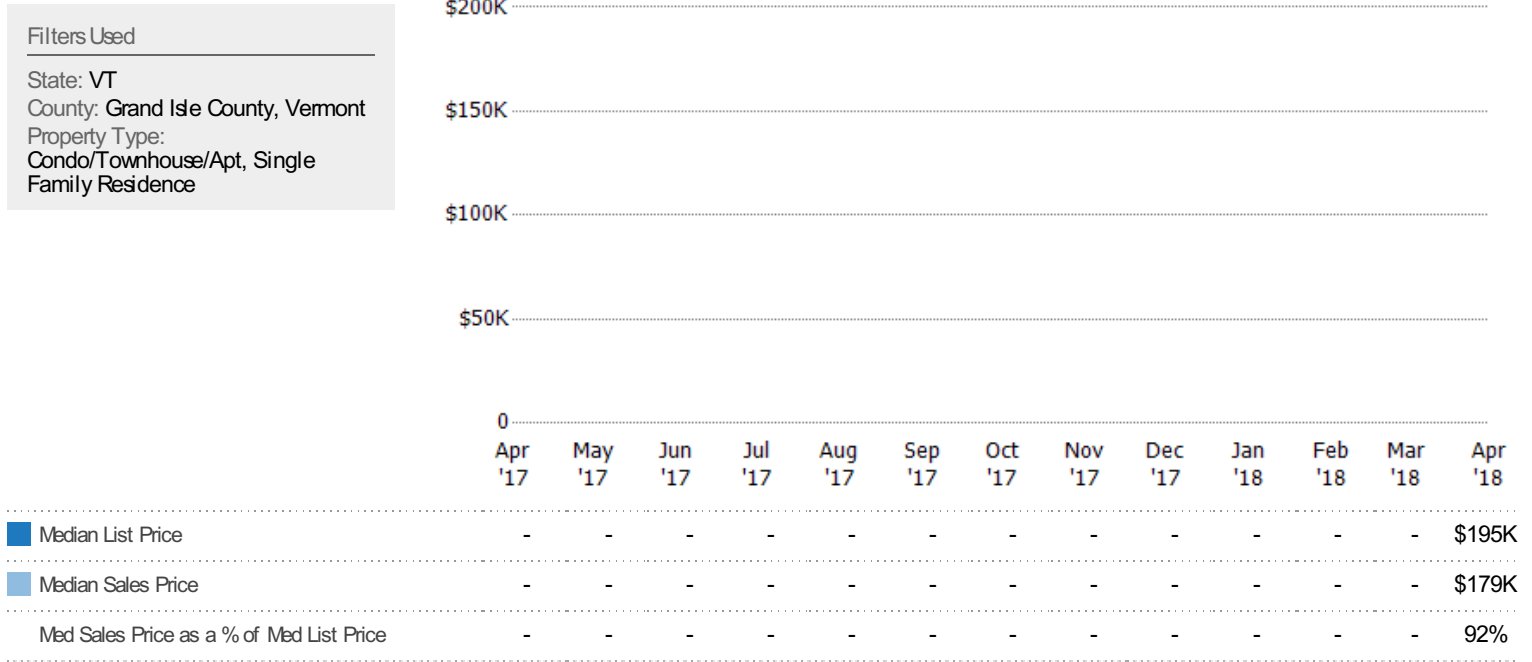 Filters Used
State: VT
County: Grand Isle County, Vermont
Property Type:
Condo/Townhouse/Apt, Single
Family Residence
$200K
$150K
$100K
$50K
0
Apr May Jun Jul Aug Sep Oct Nov Dec Jan Feb Mar Apr
'17 '17 '17 '17 '17 '17 '17 '17 '17 '18 '18 '18 '18
Median List Price - - - - - - - - - - - - $195K
Median Sales Price - - - - - - - - - - - - $179K
Med Sales Price as a % of Med List Price - - - - - - - - - - - - 92%